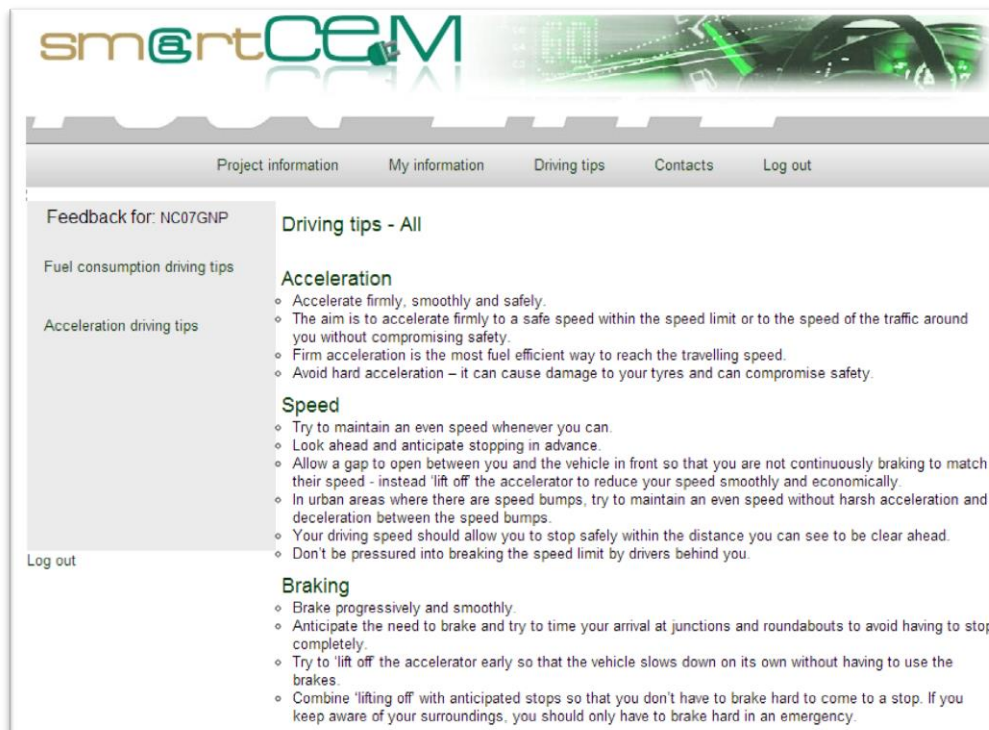 sm@rtCEM
Project information My information Driving tips Contacts Log out
Feedback for: NC07GNP
Fuel consumption driving tips
Acceleration driving tips
Log out
Driving tips - All
Acceleration
Accelerate firmly, smoothly and safely.
The aim is to accelerate firmly to a safe speed within the speed limit or to the speed of the traffic around
you without compromising safety.
Firm acceleration is the most fuel efficient way to reach the travelling speed.
Avoid hard acceleration – it can cause damage to your tyres and can compromise safety.
Speed
Try to maintain an even speed whenever you can.
Look ahead and anticipate stopping in advance.
Allow a gap to open between you and the vehicle in front so that you are not continuously braking to match
their speed - instead 'lift off' the accelerator to reduce your speed smoothly and economically.
In urban areas where there are speed bumps, try to maintain an even speed without harsh acceleration and
deceleration between the speed bumps.
Your driving speed should allow you to stop safely within the distance you can see to be clear ahead.
Don't be pressured into breaking the speed limit by drivers behind you.
Braking
Brake progressively and smoothly.
Anticipate the need to brake and try to time your arrival at junctions and roundabouts to avoid having to stop
completely.
Try to 'lift off' the accelerator early so that the vehicle slows down on its own without having to use the
brakes.
Combine 'lifting off' with anticipated stops so that you don't have to brake hard to come to a stop. If you
keep aware of your surroundings, you should only have to brake hard in an emergency.